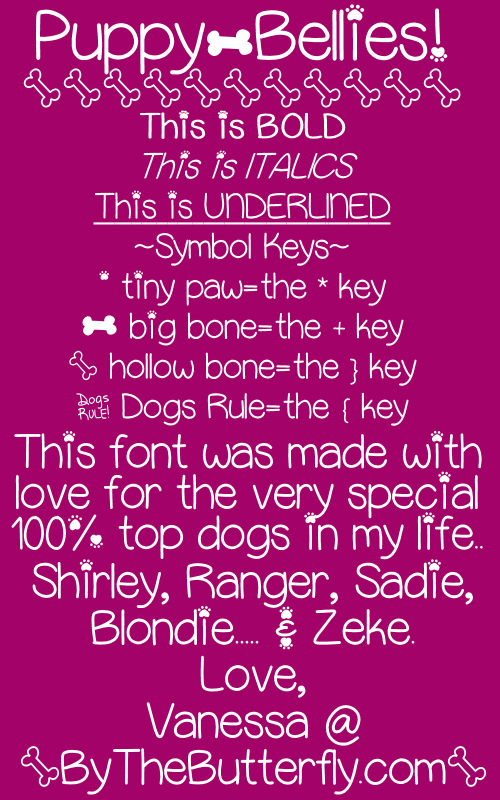 Puppy Bellies!
This is BOLD
This is ITALICS
This is UNDERLINED
~Symbol Keys~
tiny paw=the * key
big bone=the + key
hollow bone=the } key
Dogs RULE! Dogs Rule=the { key
This font was made with
love for the very special
100% top dogs in my life..
Shirley, Ranger, Sadie,
Blondie..... & Zeke.
Love,
Vanessa @
ByTheButterfly.com